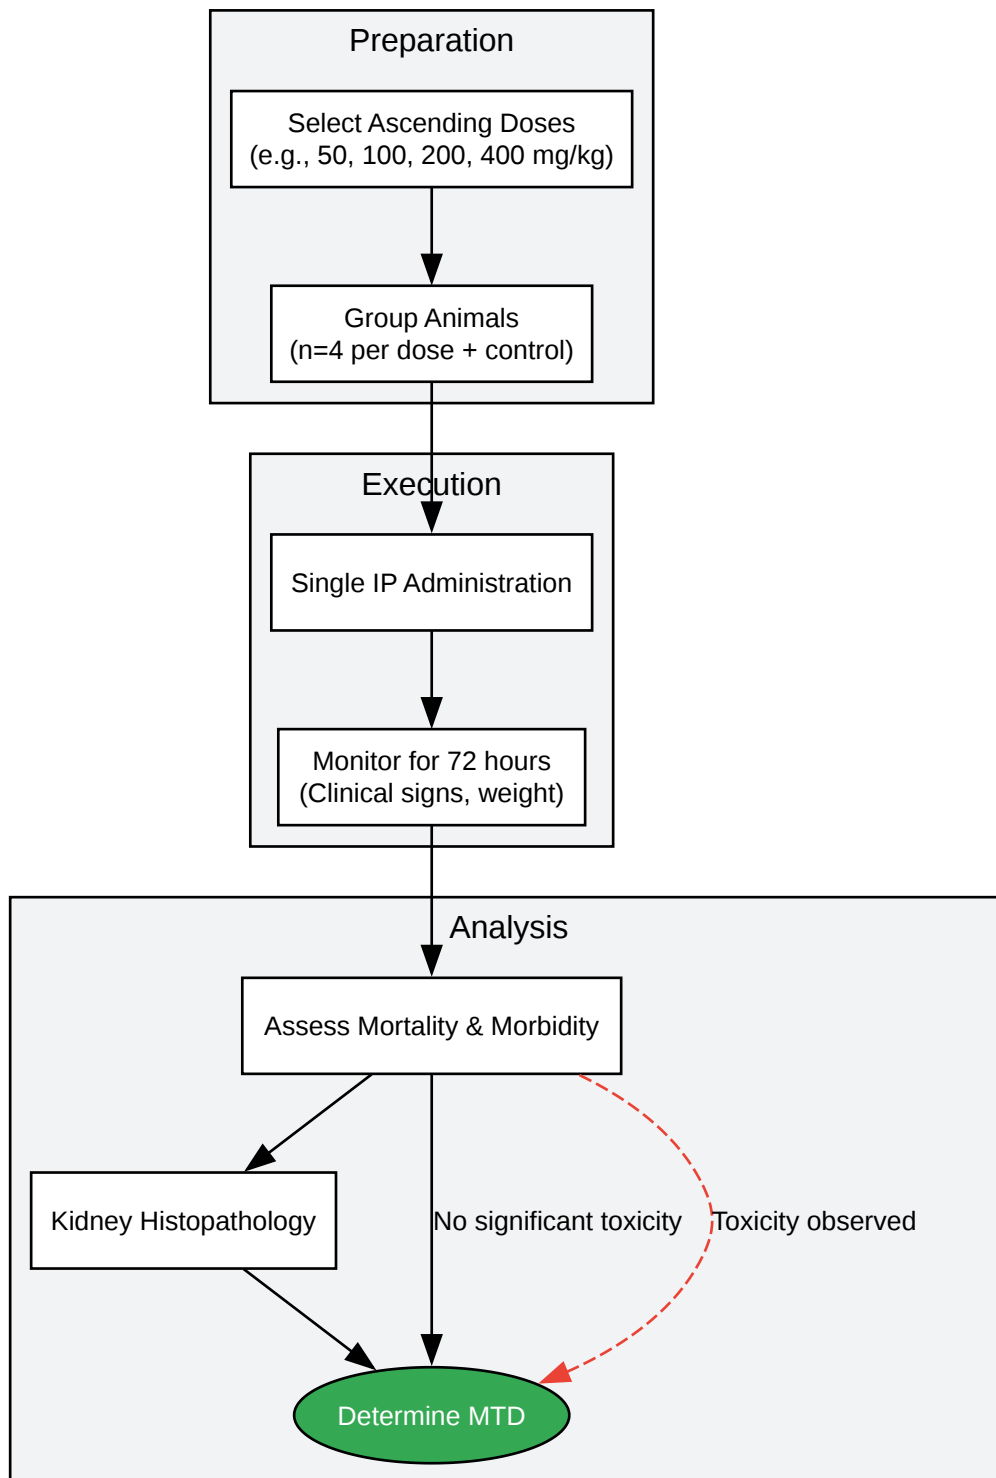 Preparation
Select Ascending Doses
(e.g., 50, 100, 200, 400 mg/kg)
Group Animals
(n=4 per dose + control)
Execution
Single IP Administration
Monitor for 72 hours
(Clinical signs, weight)
Analysis
Assess Mortality & Morbidity
Kidney Histopathology
No significant toxicity
Toxicity observed
Determine MTD